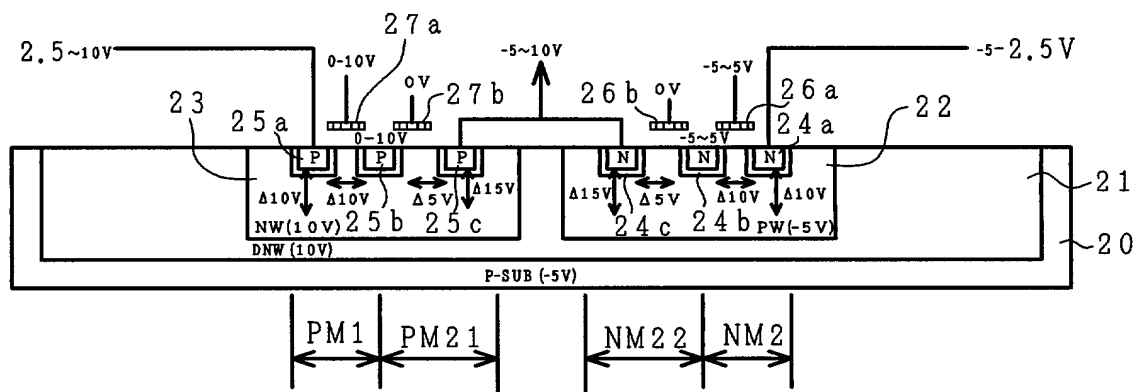 27a
2.5~10V
0-10V
0V
27b
-5~10V
26b
0V
-5~5V
26a
-5-2.5V
23
22
25a
24a
0-10V
-5~5V
P
P
P
N
N
N
21
Δ10V
Δ10V
Δ5V
Δ15V
Δ15V
Δ5V
Δ10V
Δ10V
25b
25c
24c
24b
NW(10V)
PW(-5V)
20
DNW(10V)
P-SUB(-5V)
PM1
PM21
NM22
NM2